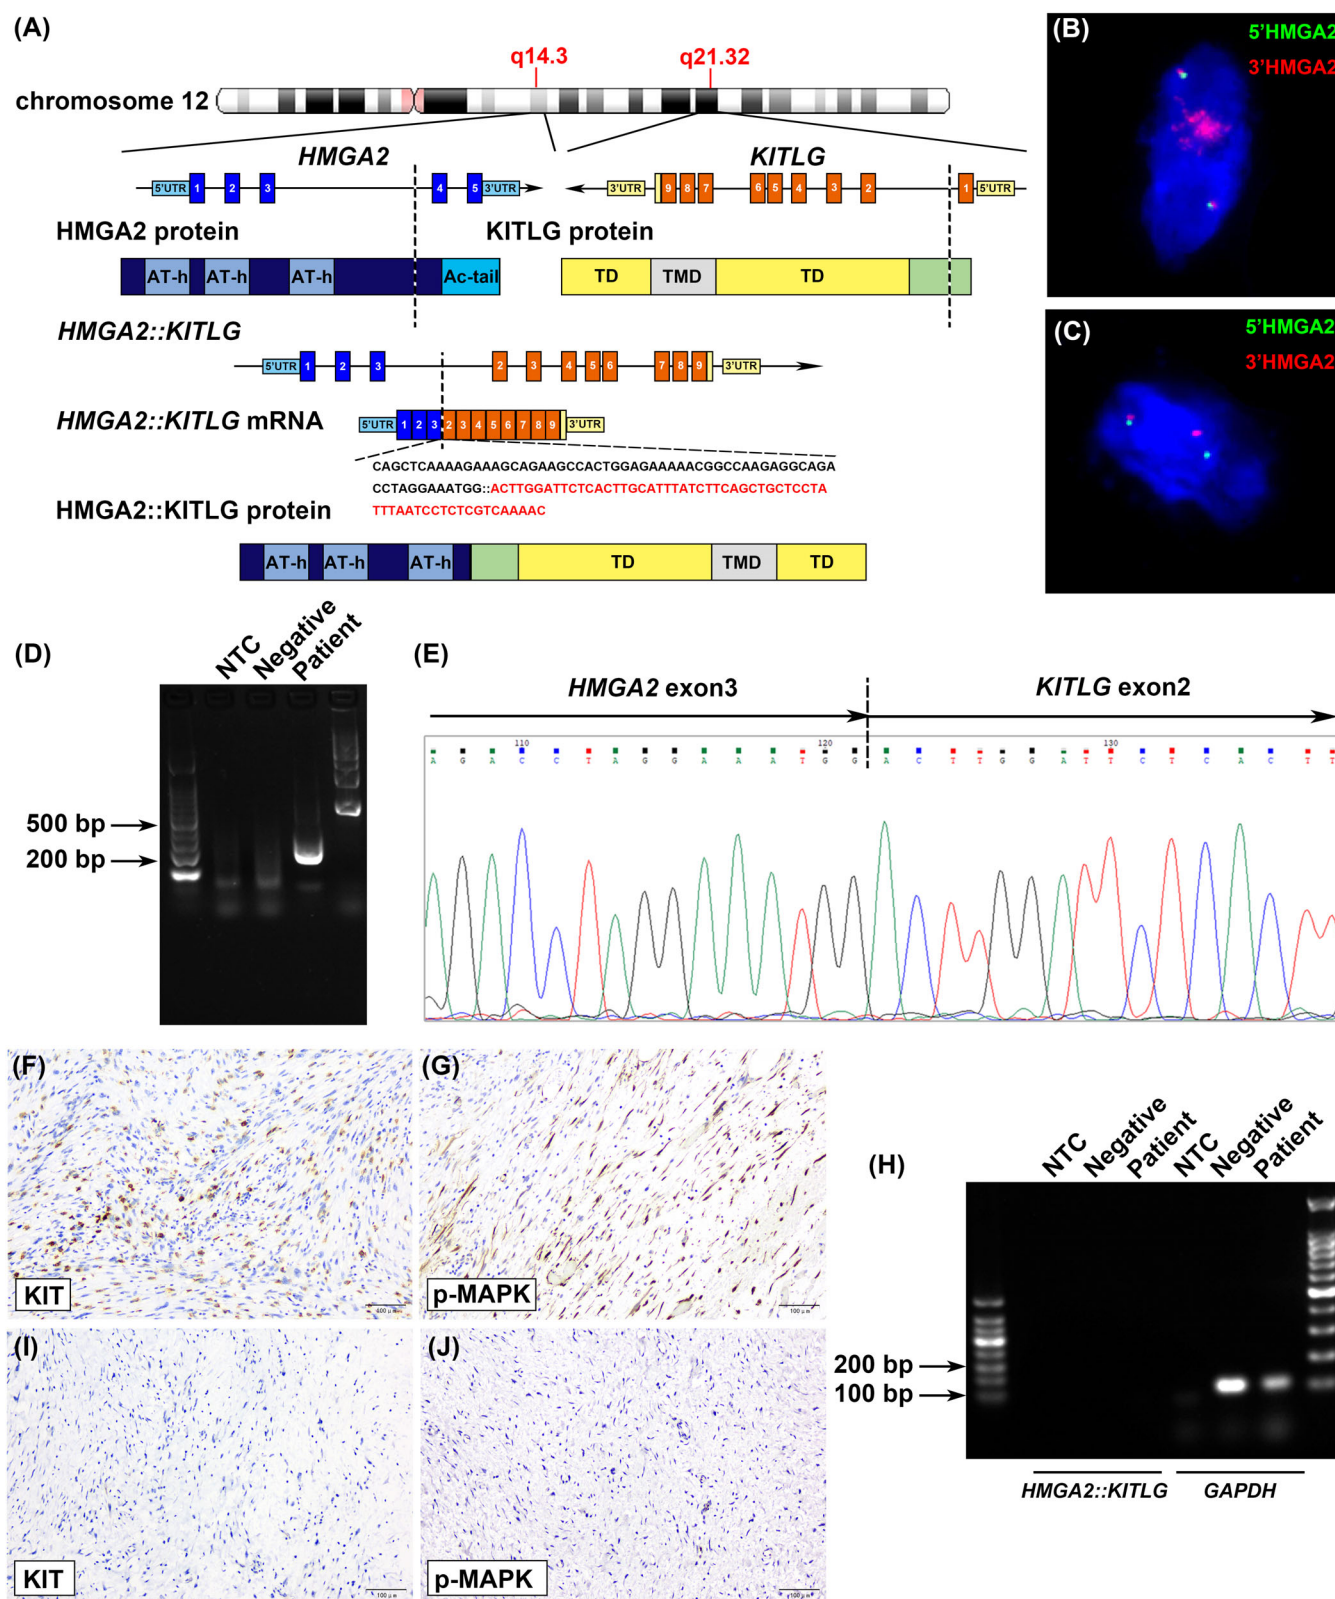 (A)
q14.3 q21.32
chromosome 12
HMGA2 KITLG
5'UTR 1 2 3 4 5 3'UTR
3'UTR 9 8 7 6 5 4 3 2 1 5'UTR
HMGA2 protein KITLG protein
AT-h AT-h AT-h Ac-tail
TD TMD TD
HMGA2::KITLG
5'UTR 1 2 3 2 3 4 5 6 7 8 9 3'UTR
HMGA2::KITLG mRNA
5'UTR 1 2 3 2 3 4 5 6 7 8 9 3'UTR
CAGCTCAAAAGAAAGCAGAAGCCACTGGAGAAAAACGGCCAAGAGGCAGA
CCTAGGAAATGG::ACTTGGATTCTCACTTGCATTTATCTTCAGCTGCTCCTA
TTTAATCCTCTCGTCAAAAC
HMGA2::KITLG protein
AT-h AT-h AT-h TD TMD TD
(B)
5'HMGA2
3'HMGA2
(C)
5'HMGA2
3'HMGA2
(D)
NTC
Negative
Patient
500 bp
200 bp
(E)
HMGA2 exon3 KITLG exon2
110 120 130
A G A C C T A G G A A A T G G A C T T G G A T T C T C A C T T
(F)
KIT
(G)
p-MAPK
100 µm
(H)
NTC
Negative
Patient
NTC
Negative
Patient
200 bp
100 bp
HMGA2::KITLG GAPDH
(I)
KIT
100 µm
(J)
p-MAPK
100 µm